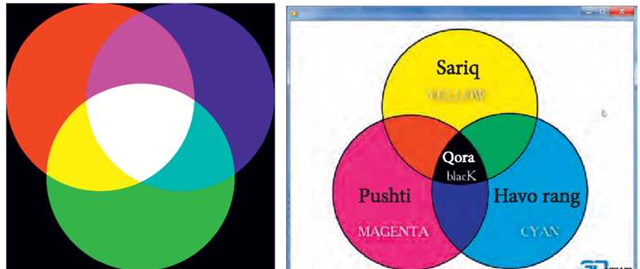 Sariq
YELLOW
Qora
blacK
Pushti
Havo rang
MAGENTA
CYAN